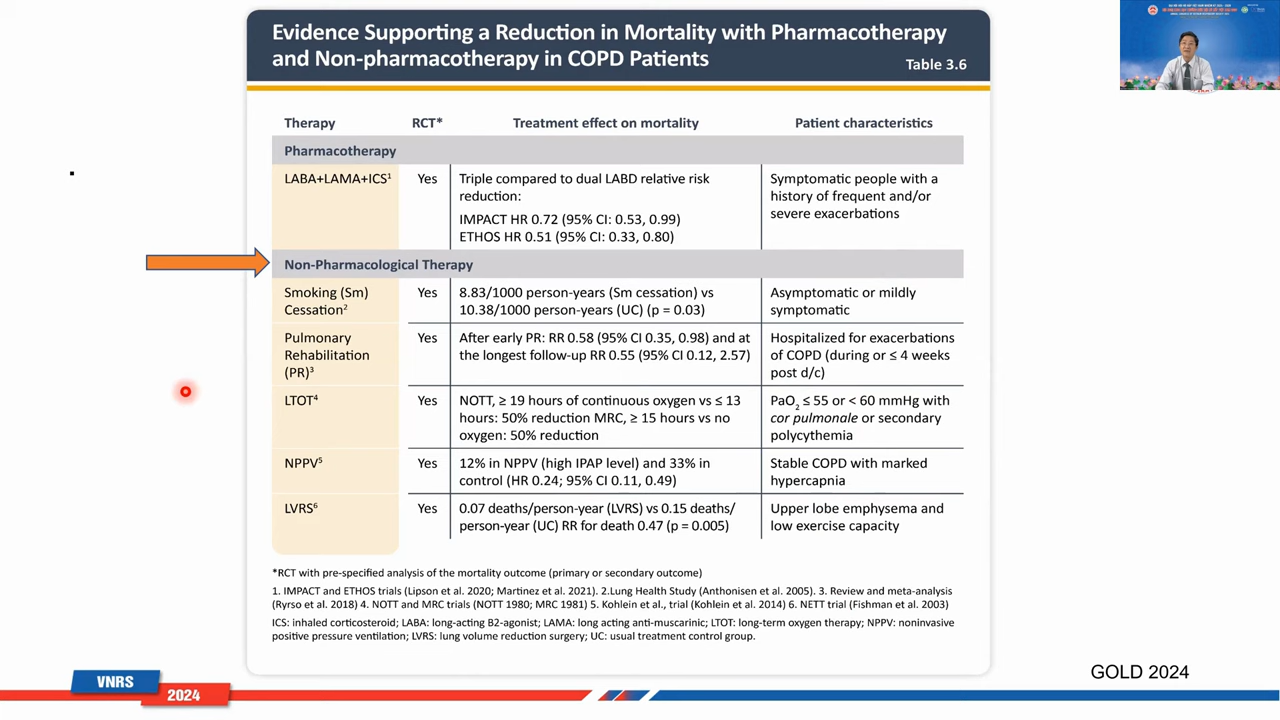 Evidence Supporting a Reduction in Mortality with Pharmacotherapy
and Non-pharmacotherapy in COPD Patients
Table 3.6
Therapy RCT* Treatment effect on mortality Patient characteristics
Pharmacotherapy
LABA+LAMA+ICS¹ Yes Triple compared to dual LABD relative risk Symptomatic people with a
reduction: history of frequent and/or
severe exacerbations
IMPACT HR 0.72 (95% CI: 0.53, 0.99)
ETHOS HR 0.51 (95% CI: 0.33, 0.80)
Non-Pharmacological Therapy
Smoking (Sm) Yes 8.83/1000 person-years (Sm cessation) vs Asymptomatic or mildly
Cessation² 10.38/1000 person-years (UC) (p = 0.03) symptomatic
Pulmonary Yes After early PR: RR 0.58 (95% CI 0.35, 0.98) and at Hospitalized for exacerbations
Rehabilitation the longest follow-up RR 0.55 (95% CI 0.12, 2.57) of COPD (during or ≤ 4 weeks
(PR)³ post d/c)
LTOT⁴ Yes NOTT, ≥ 19 hours of continuous oxygen vs ≤ 13 PaO₂ ≤ 55 or < 60 mmHg with
hours: 50% reduction MRC, ≥ 15 hours vs no cor pulmonale or secondary
oxygen: 50% reduction polycythemia
NPPV⁵ Yes 12% in NPPV (high IPAP level) and 33% in Stable COPD with marked
control (HR 0.24; 95% CI 0.11, 0.49) hypercapnia
LVRS⁶ Yes 0.07 deaths/person-year (LVRS) vs 0.15 deaths/ Upper lobe emphysema and
person-year (UC) RR for death 0.47 (p = 0.005) low exercise capacity
*RCT with pre-specified analysis of the mortality outcome (primary or secondary outcome)
1. IMPACT and ETHOS trials (Lipson et al. 2020; Martinez et al. 2021). 2.Lung Health Study (Anthonisen et al. 2005). 3. Review and meta-analysis
(Ryrso et al. 2018) 4. NOTT and MRC trials (NOTT 1980; MRC 1981) 5. Kohlein et al., trial (Kohlein et al. 2014) 6. NETT trial (Fishman et al. 2003)
ICS: inhaled corticosteroid; LABA: long-acting B2-agonist; LAMA: long acting anti-muscarinic; LTOT: long-term oxygen therapy; NPPV: noninvasive
positive pressure ventilation; LVRS: lung volume reduction surgery; UC: usual treatment control group.
GOLD 2024
VNRS
2024